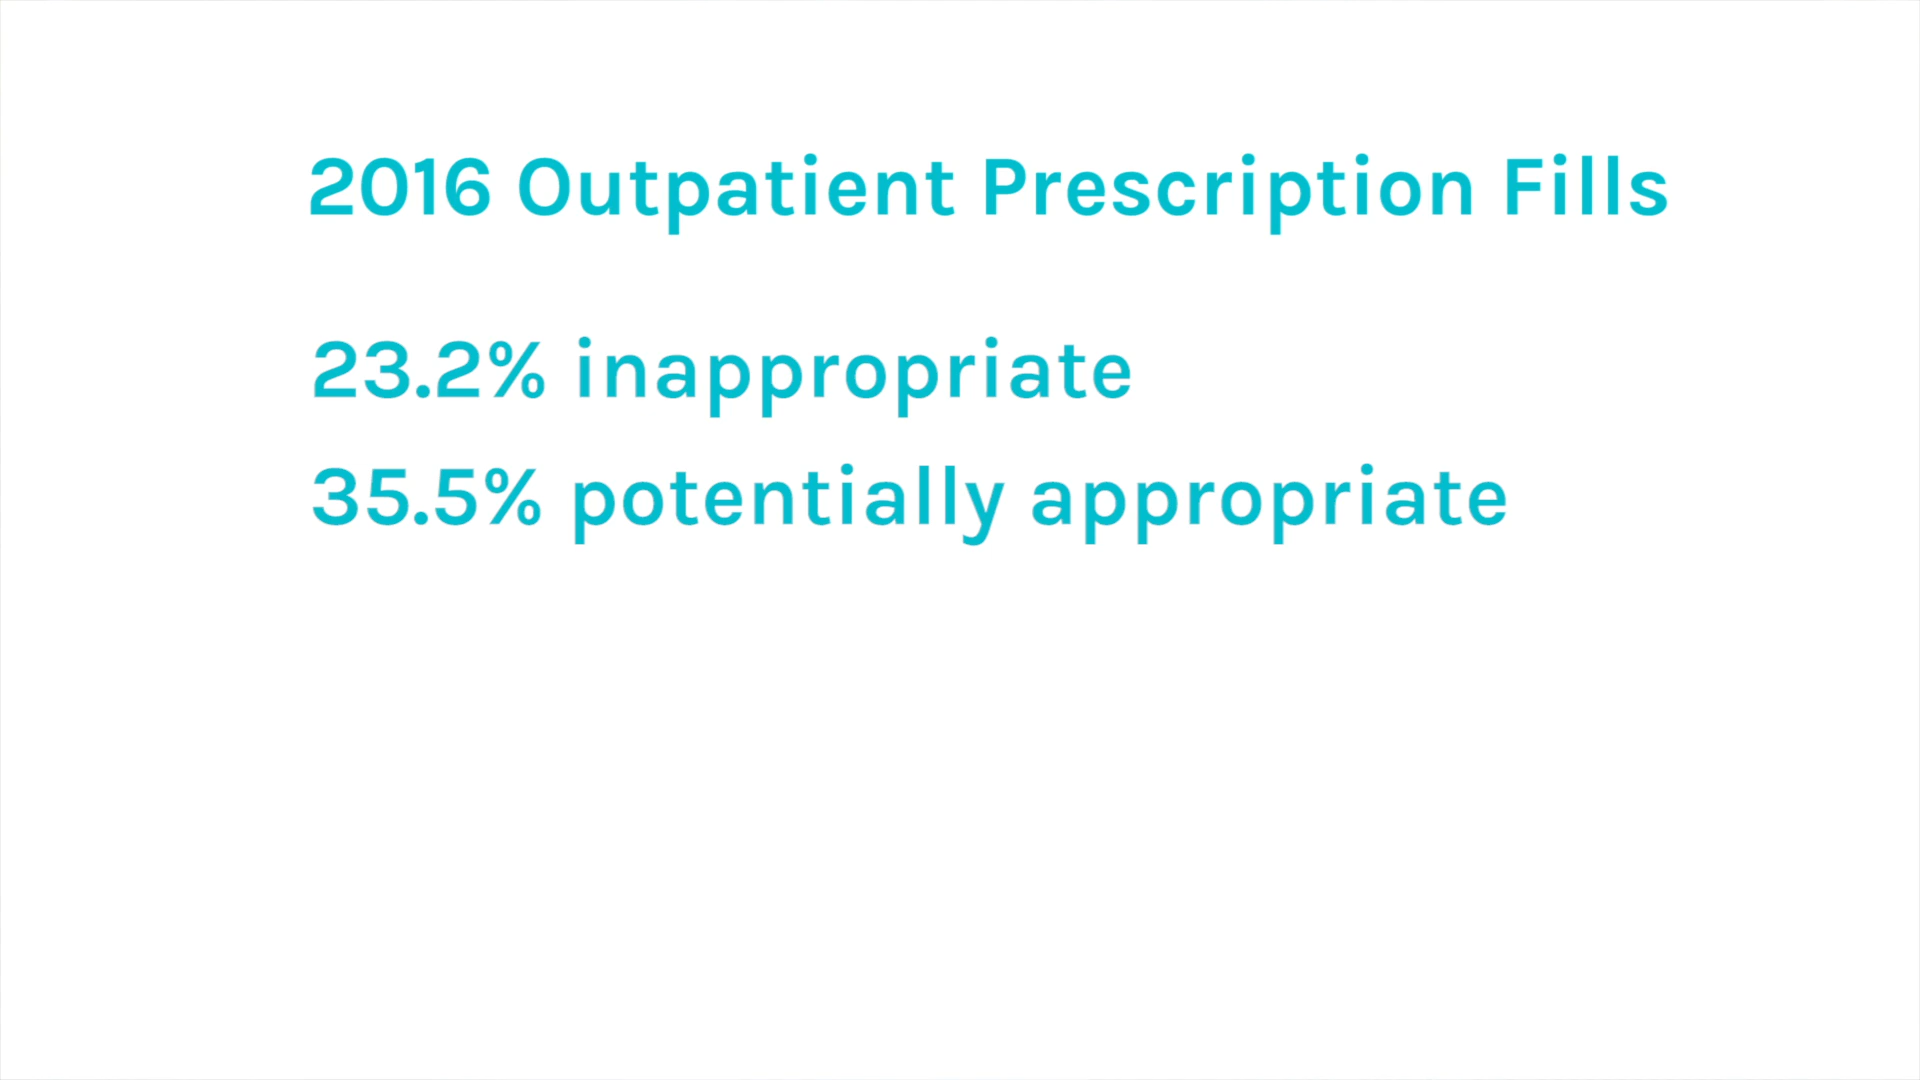 2016 Outpatient Prescription Fills
23.2% inappropriate
35.5% potentially appropriate